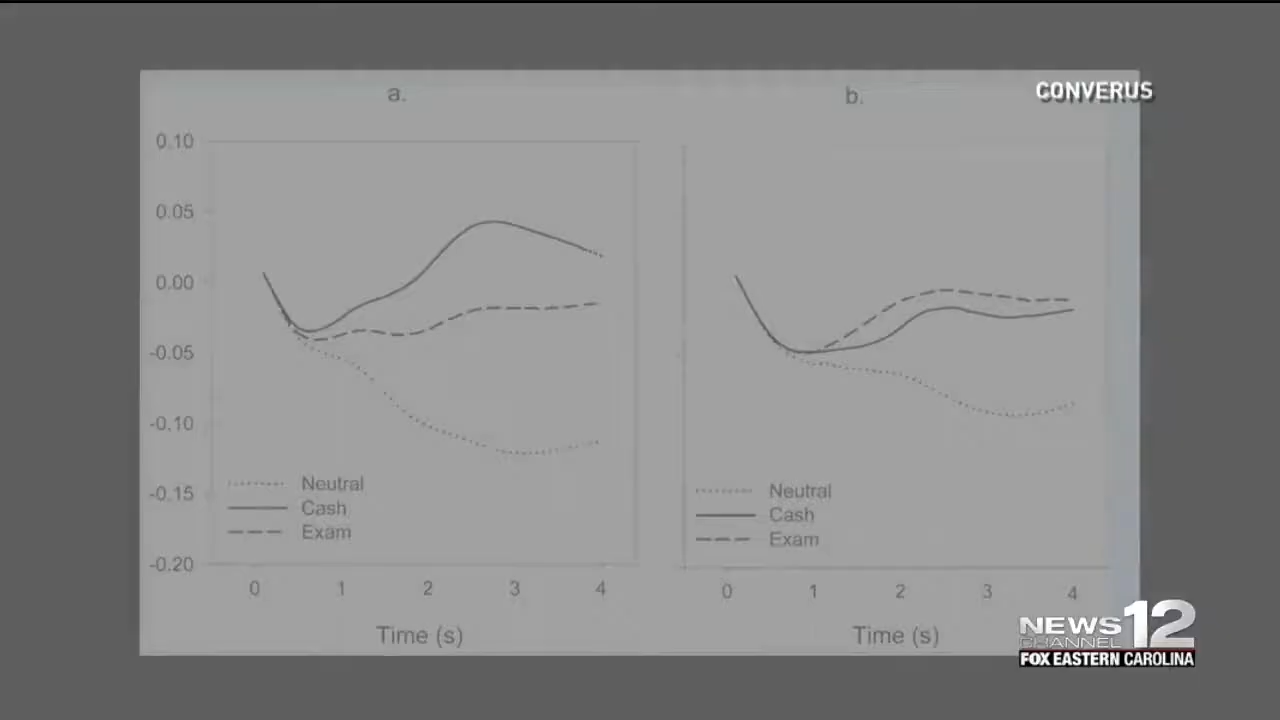 a.
b.
CONVERUS
0.10
0.05
0.00
-0.05
-0.10
-0.15
-0.20
Neutral
Cash
Exam
0 1 2 3 4
Time (s)
Neutral
Cash
Exam
0 1 2 3 4
Time (s)
NEWS 12
CHANNEL
FOX EASTERN CAROLINA